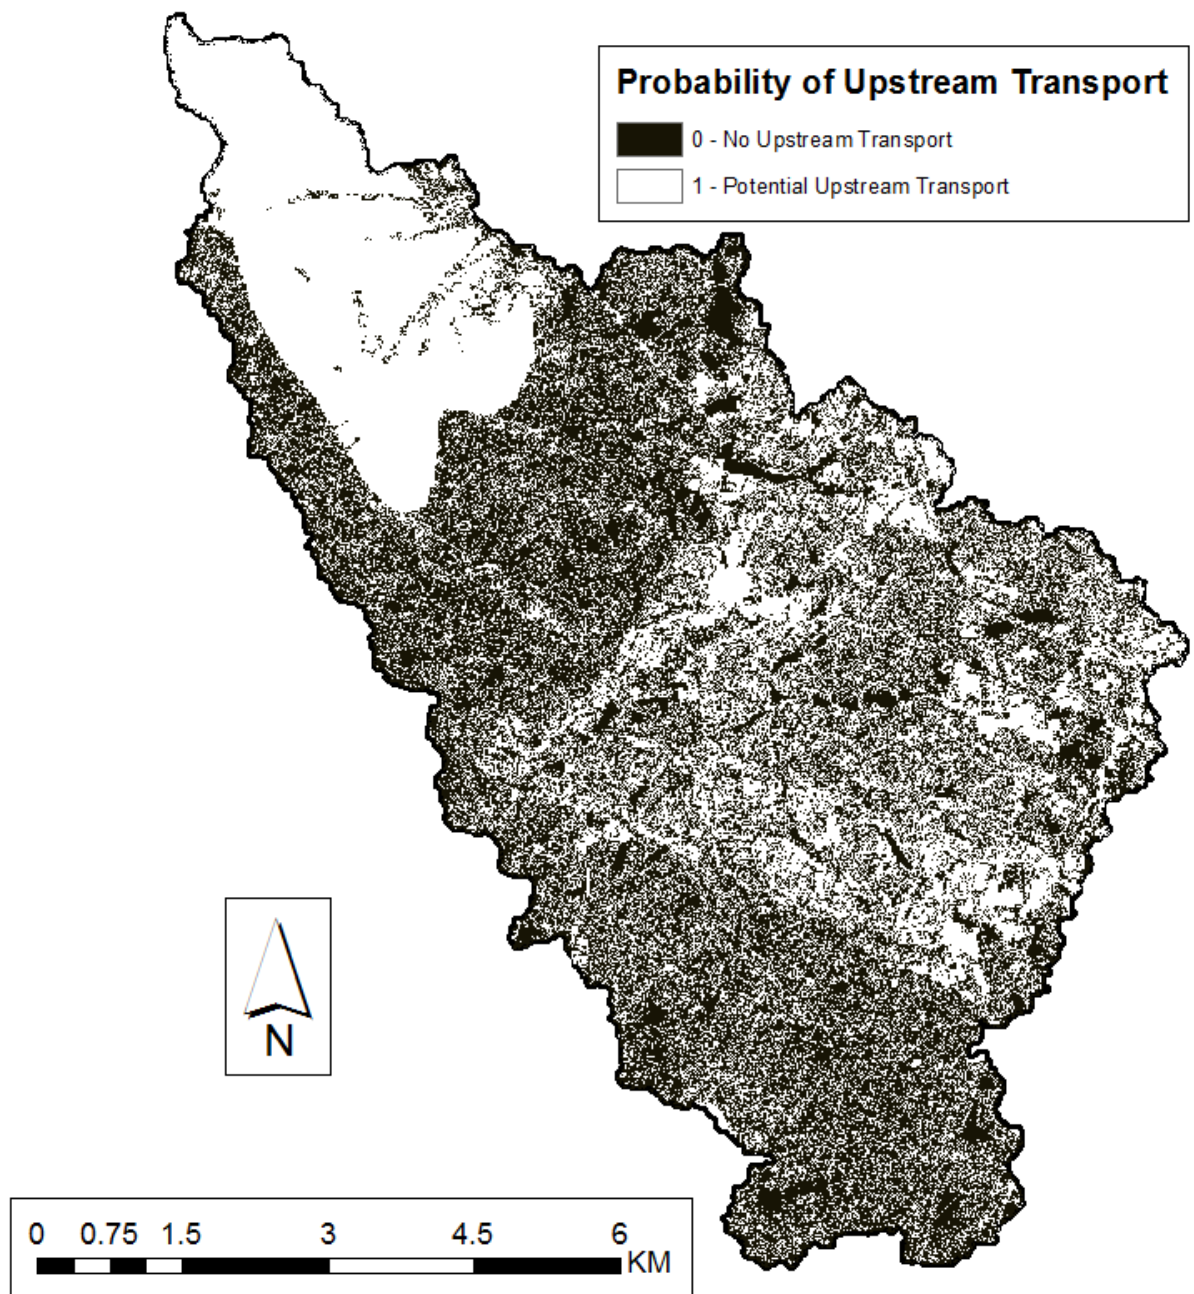 Probability of Upstream Transport
0 - No Upstream Transport
1 - Potential Upstream Transport
N
0 0.75 1.5 3 4.5 6
KM